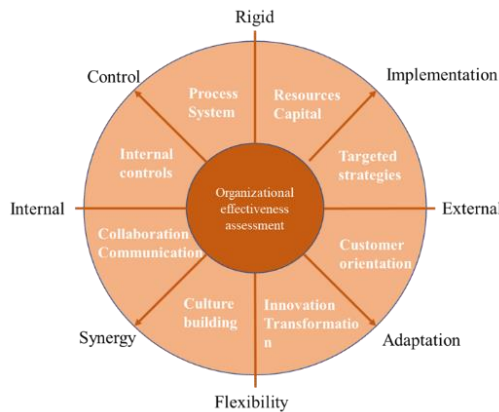 Rigid
Control
Implementation
Process
System
Resources
Capital
Internal
controls
Targeted
strategies
Organizational
effectiveness
assessment
Internal
External
Collaboration
Communication
Customer
orientation
Culture
building
Innovation
Transformatio
n
Synergy
Adaptation
Flexibility